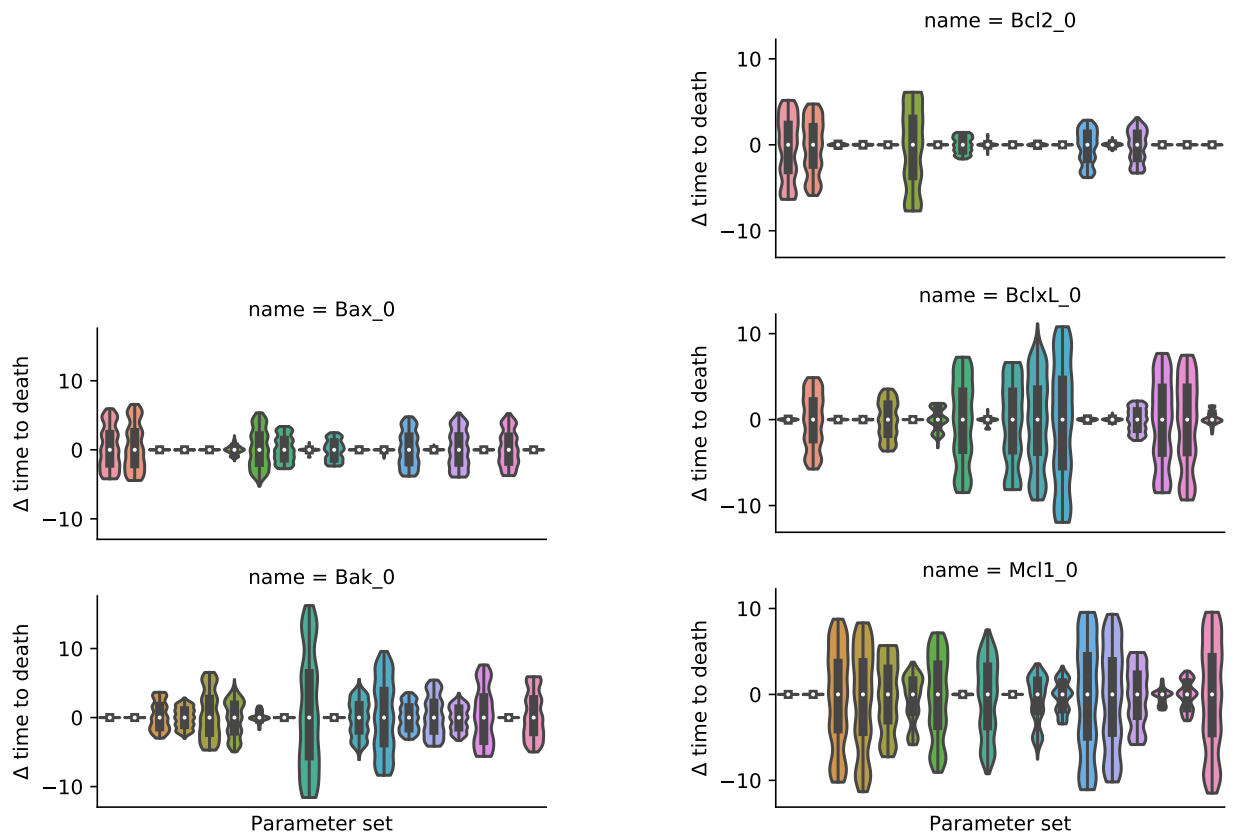 name = Bcl2_0
Δ time to death
10
0
−10
name = Bax_0
Δ time to death
10
0
−10
name = BclxL_0
Δ time to death
10
0
−10
name = Bak_0
Δ time to death
10
0
−10
Parameter set
name = Mcl1_0
Δ time to death
10
0
−10
Parameter set